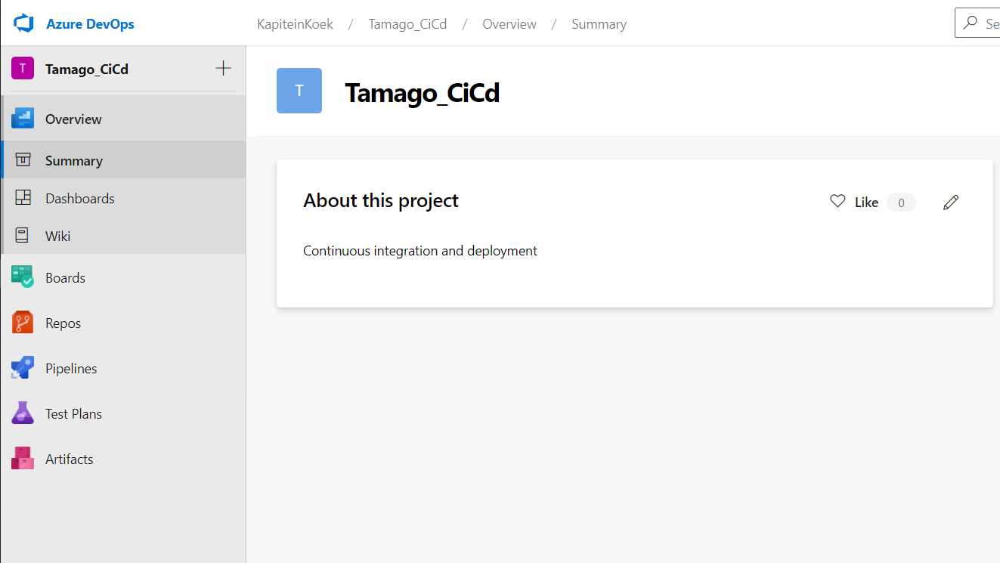 Azure DevOps
KapiteinKoek / Tamago_CiCd / Overview / Summary
Se
T Tamago_CiCd
Overview
Summary
Dashboards
Wiki
Boards
Repos
Pipelines
Test Plans
Artifacts
T Tamago_CiCd
About this project
Like 0
Continuous integration and deployment